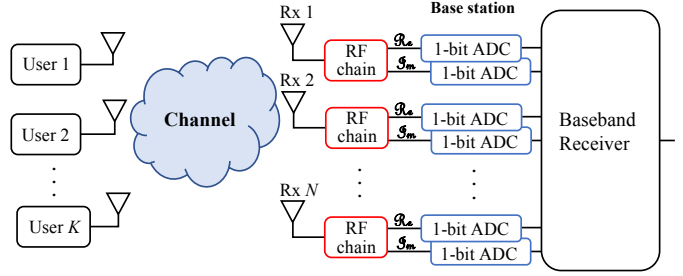 Base station
Rx 1
User 1
RF
chain
ℛℯ
ℐ𝓂
1-bit ADC
1-bit ADC
Rx 2
Channel
User 2
RF
chain
ℛℯ
ℐ𝓂
1-bit ADC
1-bit ADC
Baseband
Receiver
Rx N
User K
RF
chain
ℛℯ
ℐ𝓂
1-bit ADC
1-bit ADC